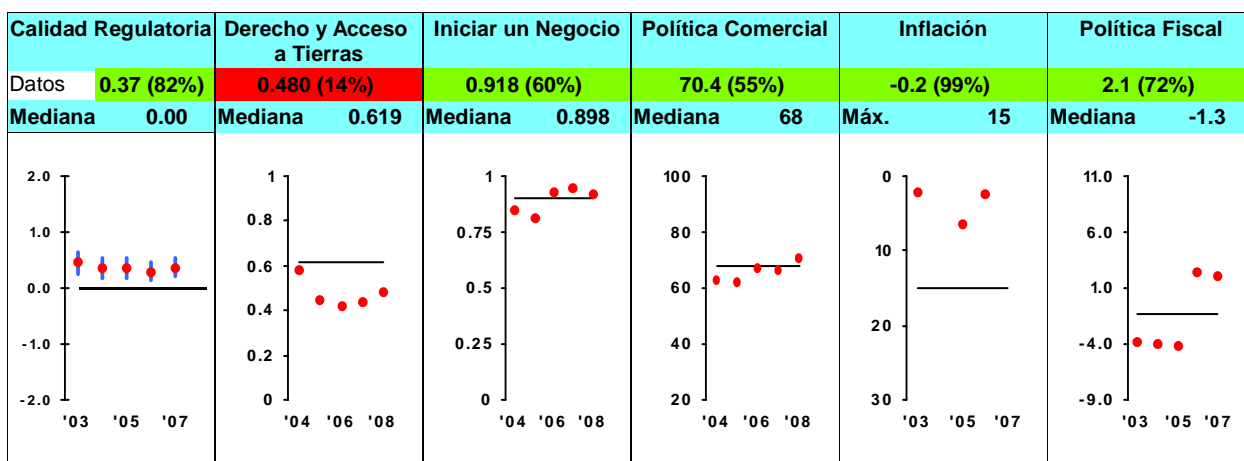 Calidad Regulatoria
Datos 0.37 (82%)
Mediana 0.00
2.0
1.0
0.0
-1.0
-2.0
'03 '05 '07
Derecho y Acceso
a Tierras
0.480 (14%)
Mediana 0.619
1
0.8
0.6
0.4
0.2
0
'04 '06 '08
Iniciar un Negocio
0.918 (60%)
Mediana 0.898
1
0.75
0.5
0.25
0
'04 '06 '08
Política Comercial
70.4 (55%)
Mediana 68
100
80
60
40
20
'04 '06 '08
Inflación
-0.2 (99%)
Máx. 15
0
10
20
30
'03 '05 '07
Política Fiscal
2.1 (72%)
Mediana -1.3
11.0
6.0
1.0
-4.0
-9.0
'03 '05 '07